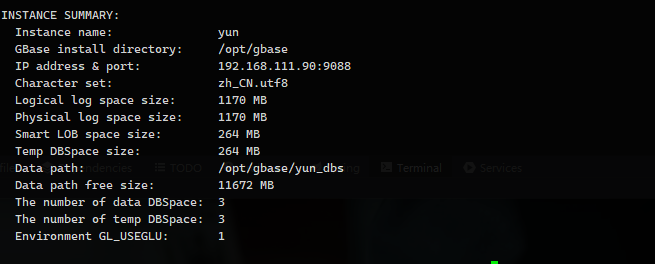 INSTANCE SUMMARY:
Instance name: yun
GBase install directory: /opt/gbase
IP address & port: 192.168.111.90:9088
Character set: zh_CN.utf8
Logical log space size: 1170 MB
Physical log space size: 1170 MB
Smart LOB space size: 264 MB
Temp DBSpace size: 264 MB
TODO Terminal Services
Data path: /opt/gbase/yun_dbs
Data path free size: 11672 MB
The number of data DBSpace: 3
The number of temp DBSpace: 3
Environment GL_USEGLU: 1